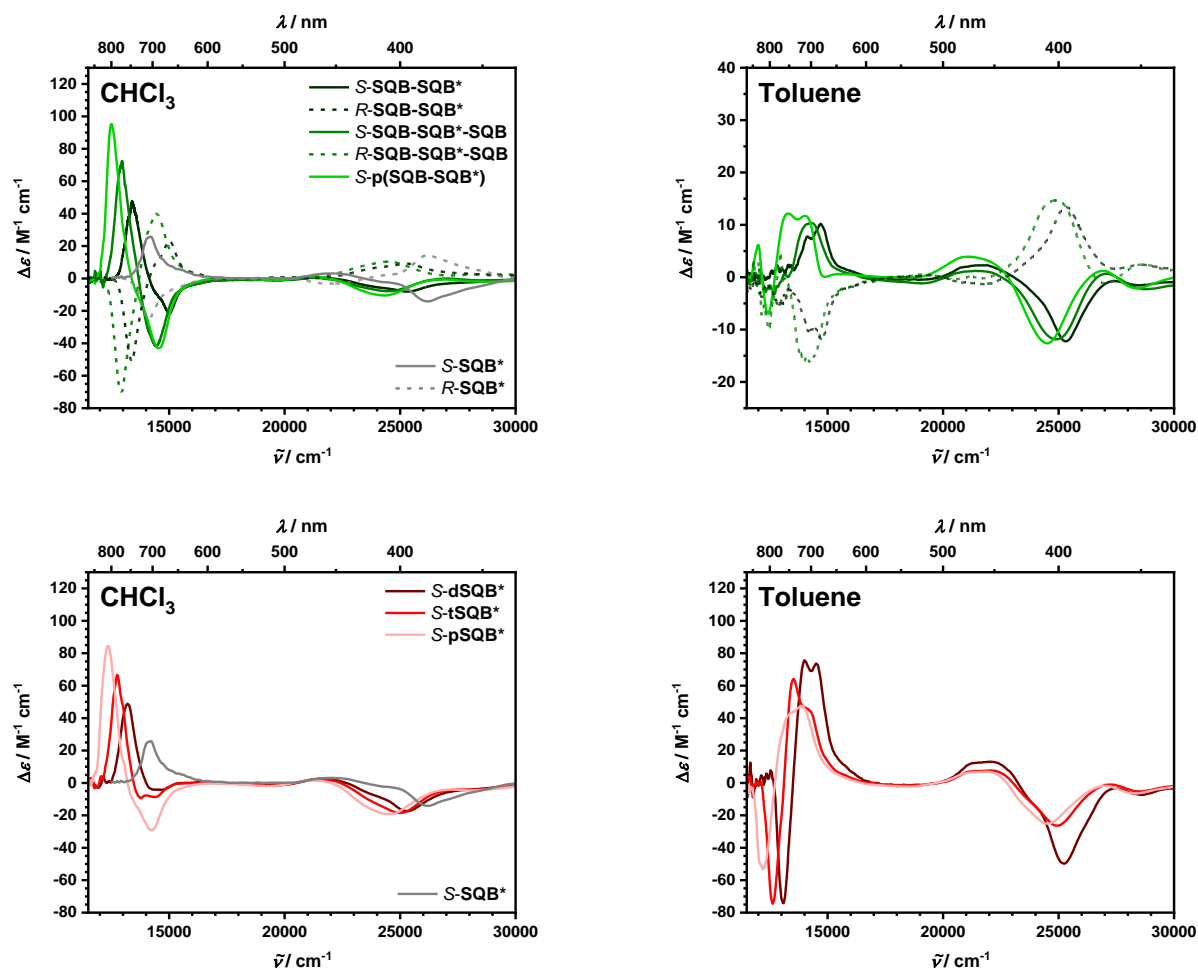 λ / nm
800 700 600 500 400
CHCl3
S-SQB-SQB*
R-SQB-SQB*
S-SQB-SQB*-SQB
R-SQB-SQB*-SQB
S-p(SQB-SQB*)
S-SQB*
R-SQB*
Δε / M-1 cm-1
120
100
80
60
40
20
0
-20
-40
-60
-80
15000 20000 25000 30000
ṽ / cm-1
λ / nm
800 700 600 500 400
Toluene
Δε / M-1 cm-1
40
30
20
10
0
-10
-20
15000 20000 25000 30000
ṽ / cm-1
λ / nm
800 700 600 500 400
CHCl3
S-dSQB*
S-tSQB*
S-pSQB*
S-SQB*
Δε / M-1 cm-1
120
100
80
60
40
20
0
-20
-40
-60
-80
15000 20000 25000 30000
ṽ / cm-1
λ / nm
800 700 600 500 400
Toluene
Δε / M-1 cm-1
120
100
80
60
40
20
0
-20
-40
-60
-80
15000 20000 25000 30000
ṽ / cm-1